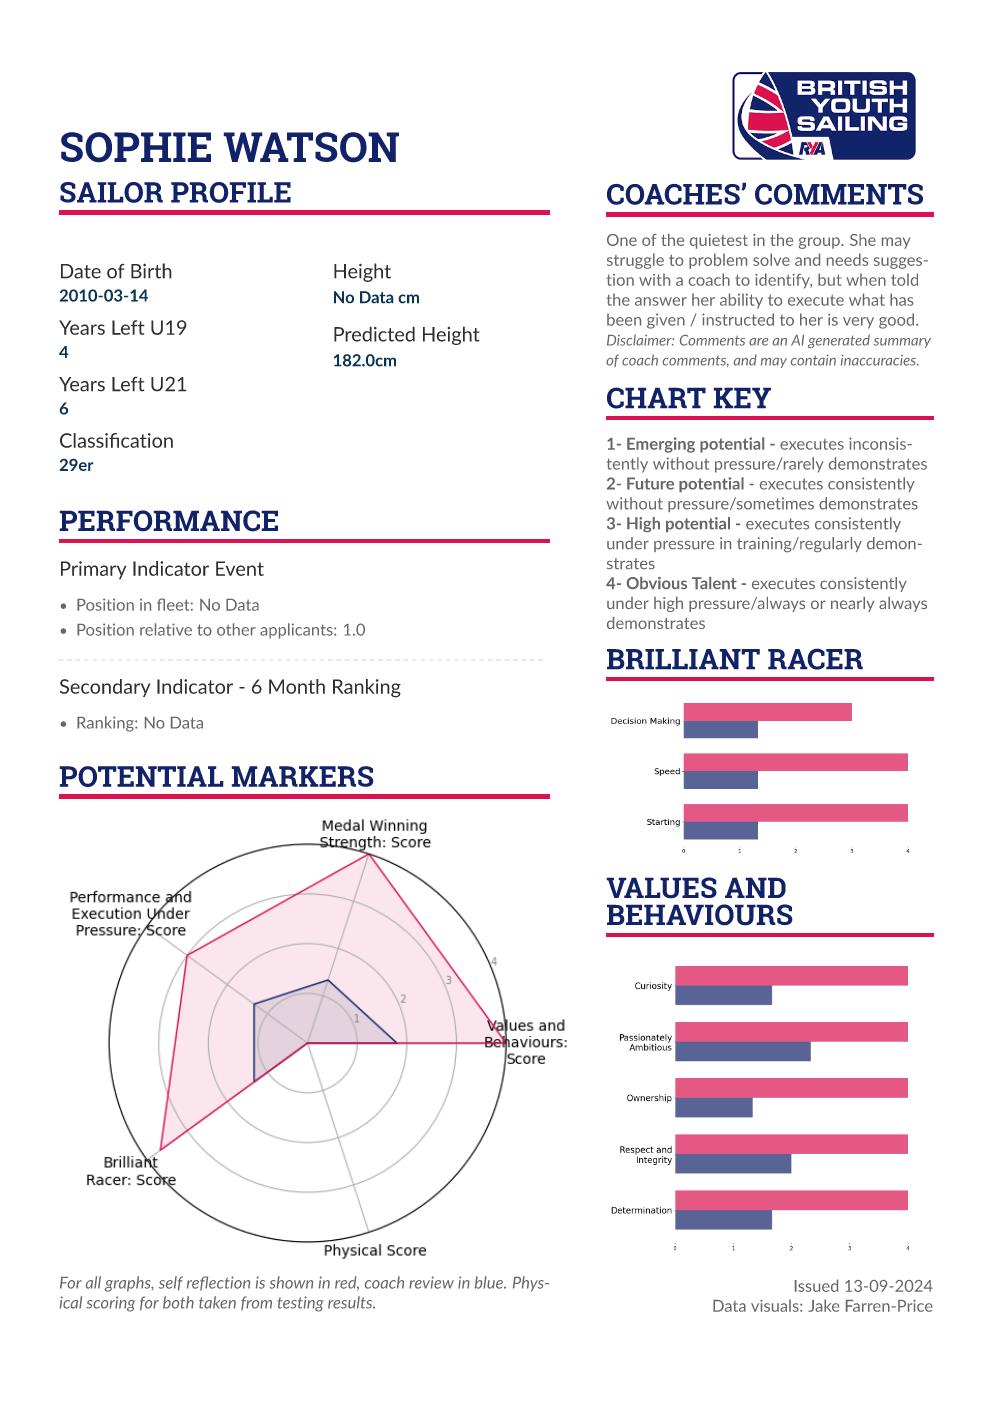 BRITISH
YOUTH
SAILING
RYA
SOPHIE WATSON
SAILOR PROFILE
Date of Birth
2010-03-14
Years Left U19
4
Years Left U21
6
Classification
29er
Height
No Data cm
Predicted Height
182.0cm
PERFORMANCE
Primary Indicator Event
• Position in fleet: No Data
• Position relative to other applicants: 1.0
Secondary Indicator - 6 Month Ranking
• Ranking: No Data
POTENTIAL MARKERS
Medal Winning
Strength: Score
Performance and
Execution Under
Pressure: Score
4
3
2
1
Values and
Behaviours:
Score
Brilliant
Racer: Score
Physical Score
For all graphs, self reflection is shown in red, coach review in blue. Phys-
ical scoring for both taken from testing results.
COACHES’ COMMENTS
One of the quietest in the group. She may
struggle to problem solve and needs sugges-
tion with a coach to identify, but when told
the answer her ability to execute what has
been given / instructed to her is very good.
Disclaimer: Comments are an AI generated summary
of coach comments, and may contain inaccuracies.
CHART KEY
1- Emerging potential - executes inconsis-
tently without pressure/rarely demonstrates
2- Future potential - executes consistently
without pressure/sometimes demonstrates
3- High potential - executes consistently
under pressure in training/regularly demon-
strates
4- Obvious Talent - executes consistently
under high pressure/always or nearly always
demonstrates
BRILLIANT RACER
Decision Making
Speed
Starting
0 1 2 3 4
VALUES AND
BEHAVIOURS
Curiosity
Passionately
Ambitious
Ownership
Respect and
Integrity
Determination
0 1 2 3 4
Issued 13-09-2024
Data visuals: Jake Farren-Price